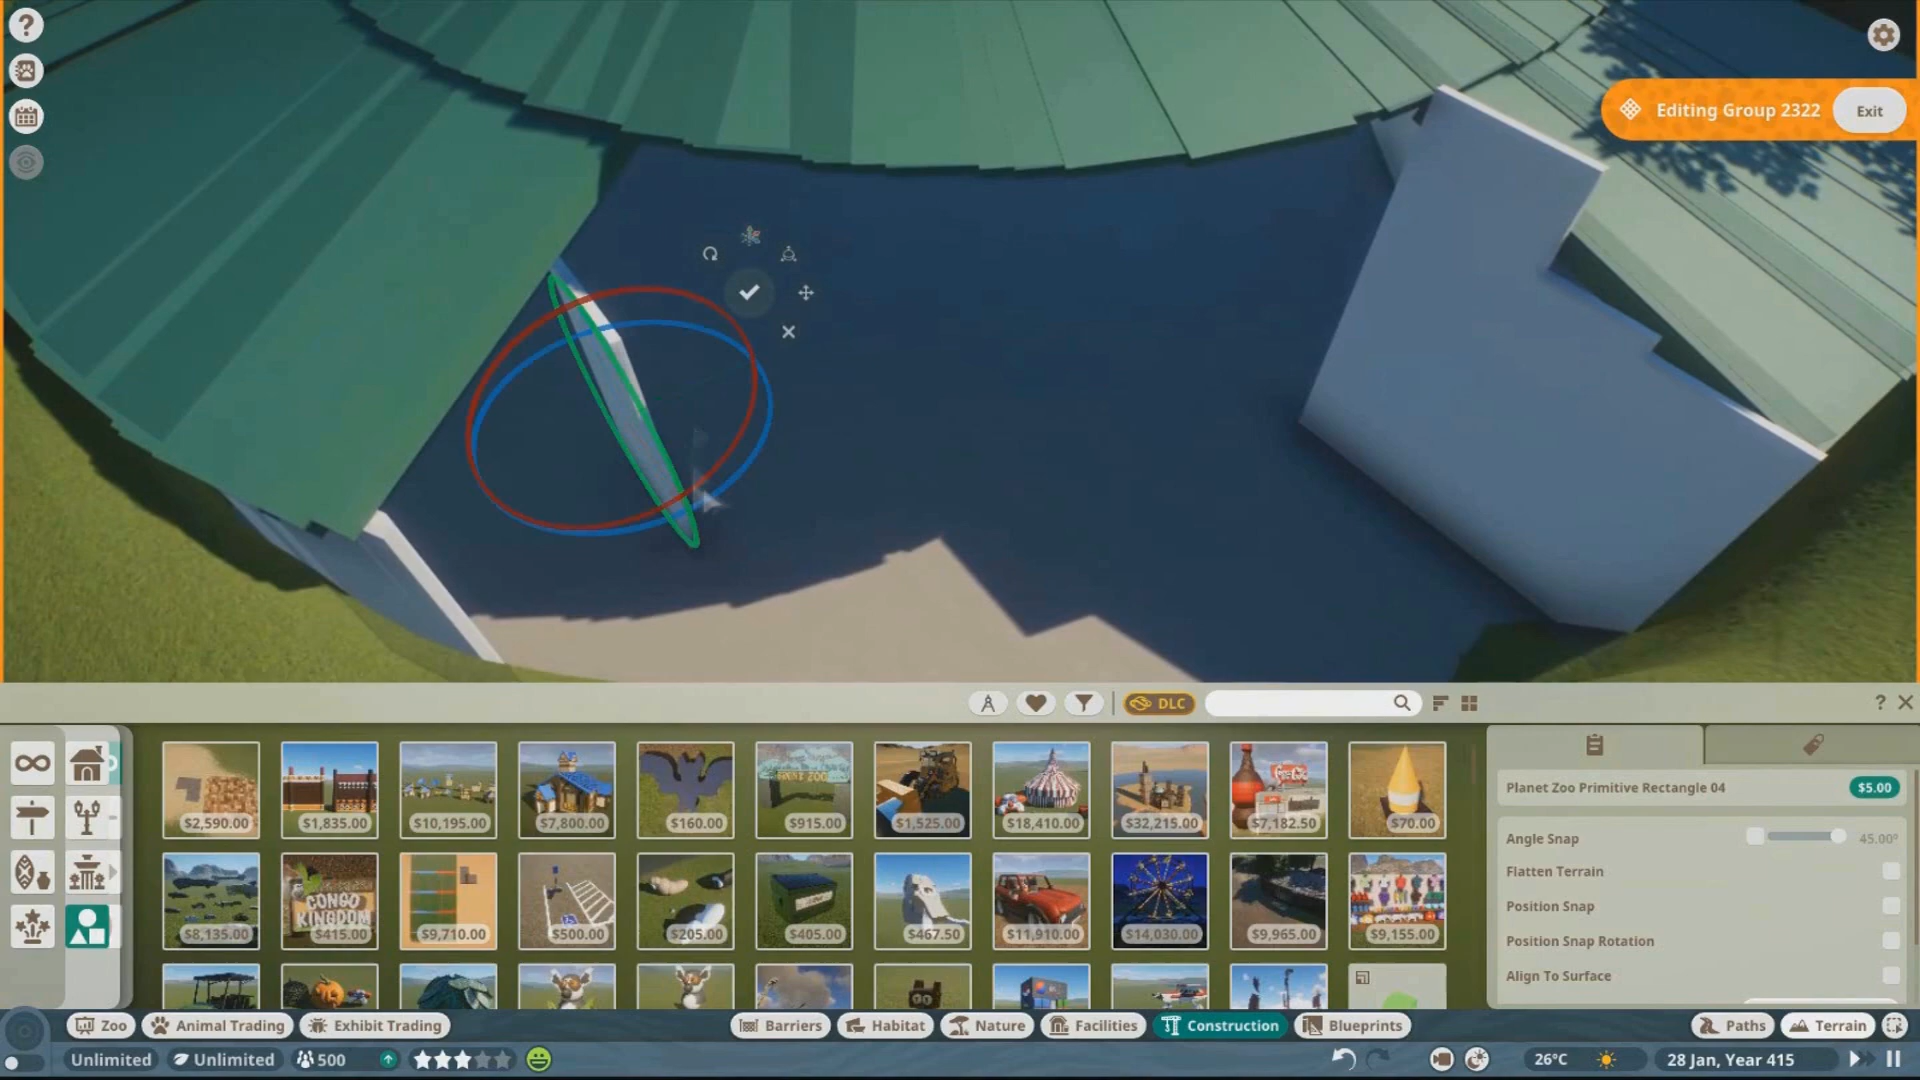 Editing Group 2322
Exit
DLC
$2,590.00
$1,835.00
$10,195.00
$7,800.00
$160.00
$915.00
$1,525.00
$18,410.00
$32,215.00
$7,182.50
$70.00
$8,135.00
CONGO KINGDOM
$415.00
$9,710.00
$500.00
$205.00
$405.00
$467.50
$11,910.00
$14,030.00
$9,965.00
$9,155.00
Planet Zoo Primitive Rectangle 04
$5.00
Angle Snap
45.00°
Flatten Terrain
Position Snap
Position Snap Rotation
Align To Surface
Zoo
Animal Trading
Exhibit Trading
Barriers
Habitat
Nature
Facilities
Construction
Blueprints
Paths
Terrain
Unlimited
Unlimited
500
26°C
28 Jan, Year 415